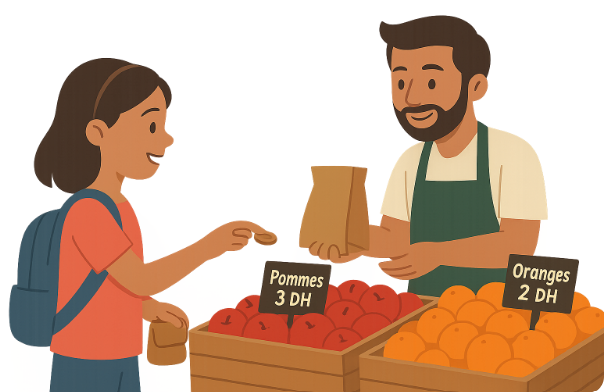 Pommes
3 DH
Oranges
2 DH